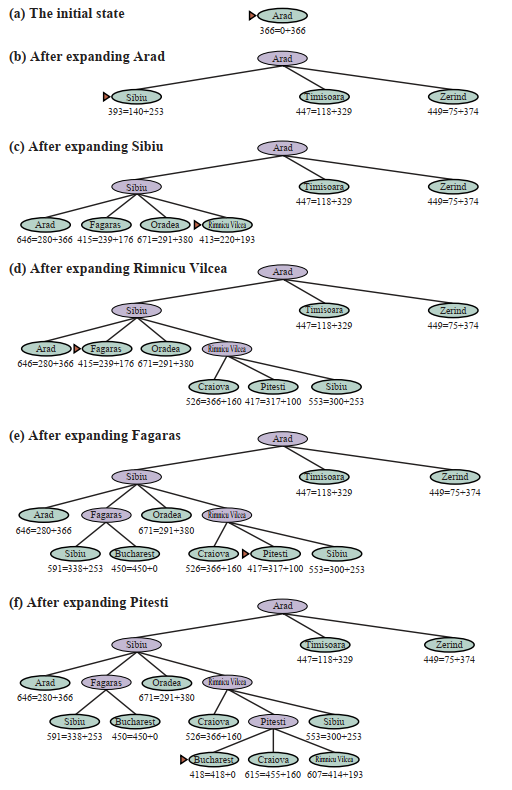 (a) The initial state
Arad
366=0+366
(b) After expanding Arad
Arad
Sibiu Timisoara Zerind
393=140+253 447=118+329 449=75+374
(c) After expanding Sibiu
Arad
Sibiu Timisoara Zerind
447=118+329 449=75+374
Arad Fagaras Oradea Rimnicu Vilcea
646=280+366 415=239+176 671=291+380 413=220+193
(d) After expanding Rimnicu Vilcea
Arad
Sibiu Timisoara Zerind
447=118+329 449=75+374
Arad Fagaras Oradea Rimnicu Vilcea
646=280+366 415=239+176 671=291+380
Craiova Pitesti Sibiu
526=366+160 417=317+100 553=300+253
(e) After expanding Fagaras
Arad
Sibiu Timisoara Zerind
447=118+329 449=75+374
Arad Fagaras Oradea Rimnicu Vilcea
646=280+366 671=291+380
Sibiu Bucharest Craiova Pitesti Sibiu
591=338+253 450=450+0 526=366+160 417=317+100 553=300+253
(f) After expanding Pitesti
Arad
Sibiu Timisoara Zerind
447=118+329 449=75+374
Arad Fagaras Oradea Rimnicu Vilcea
646=280+366 671=291+380
Sibiu Bucharest Craiova Pitesti Sibiu
591=338+253 450=450+0 526=366+160 553=300+253
Bucharest Craiova Rimnicu Vilcea
418=418+0 615=455+160 607=414+193